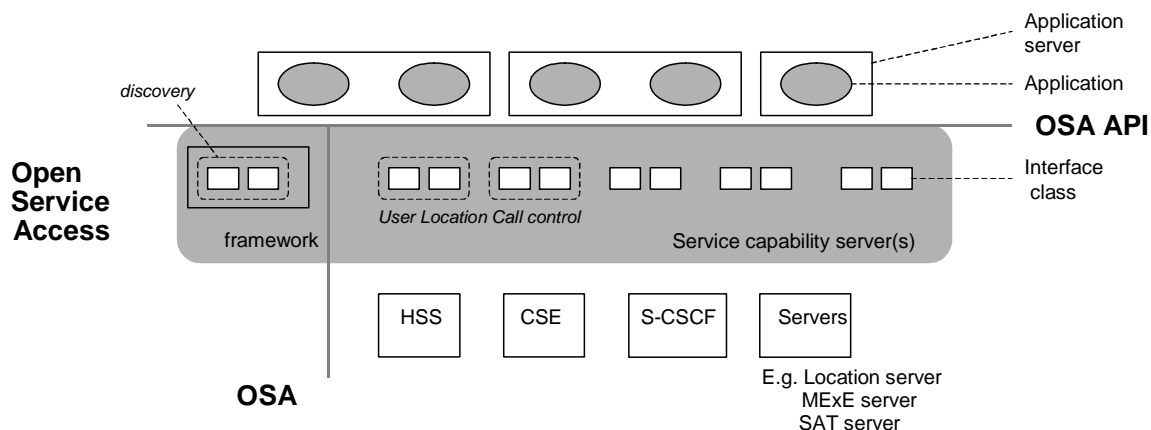 Application
server
discovery
Application
OSA API
Open
Service
Access
Interface
class
User Location Call control
framework
Service capability server(s)
HSS
CSE
S-CSCF
Servers
E.g. Location server
MExE server
SAT server
OSA